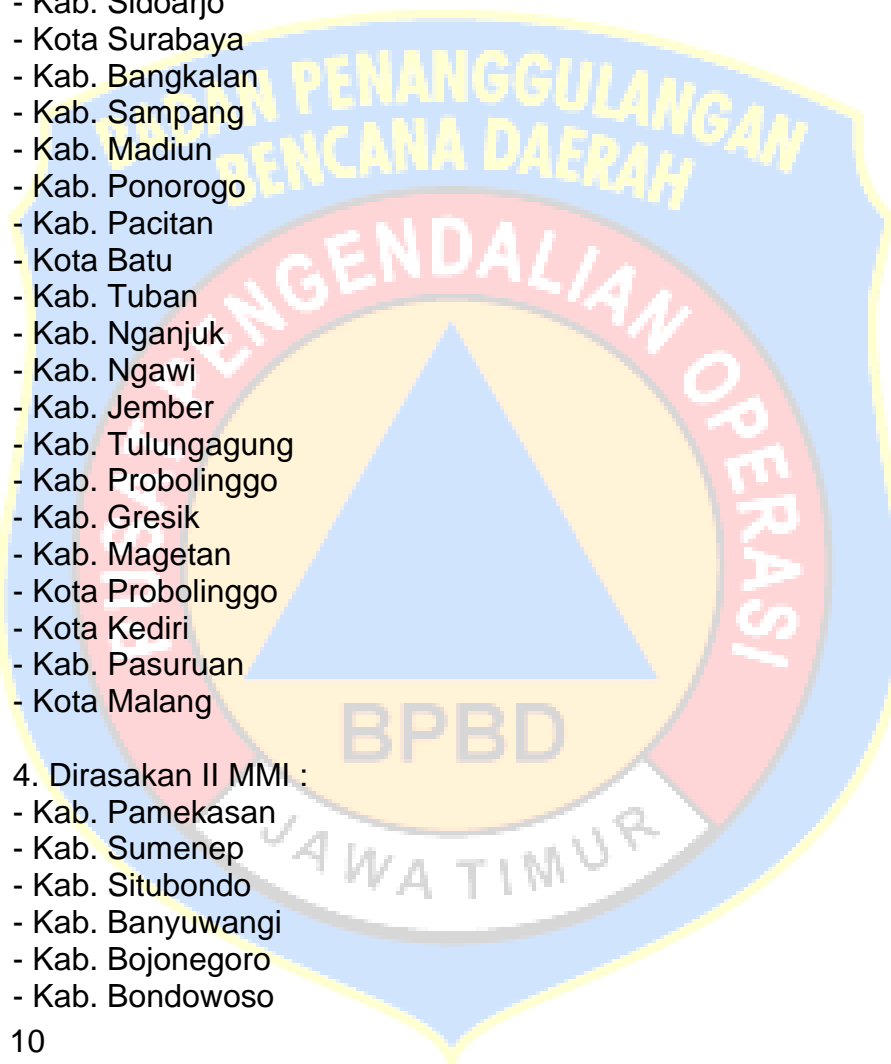 - Kab. Sidoarjo
- Kota Surabaya
- Kab. Bangkalan
- Kab. Sampang
- Kab. Madiun
- Kab. Ponorogo
- Kab. Pacitan
- Kota Batu
- Kab. Tuban
- Kab. Nganjuk
- Kab. Ngawi
- Kab. Jember
- Kab. Tulungagung
- Kab. Probolinggo
- Kab. Gresik
- Kab. Magetan
- Kota Probolinggo
- Kota Kediri
- Kab. Pasuruan
- Kota Malang
4. Dirasakan II MMI :
- Kab. Pamekasan
- Kab. Sumenep
- Kab. Situbondo
- Kab. Banyuwangi
- Kab. Bojonegoro
- Kab. Bondowoso
10
BADAN PENANGGULANGAN
BENCANA DAERAH
PUSAT PENGENDALIAN OPERASI
BPBD
JAWA TIMUR